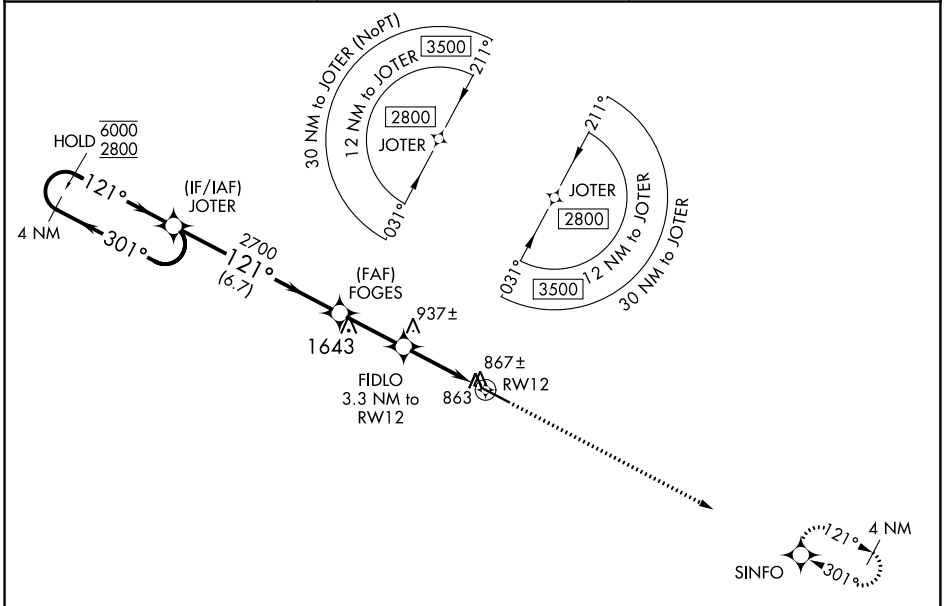 30 NM to JOTER (NoPT)
12 NM to JOTER
3500
211°
2800
JOTER
031°
211°
JOTER
2800
12 NM to JOTER
30 NM to JOTER
031°
3500
HOLD 6000
2800
121°
(IF/IAF)
JOTER
4 NM
301°
2700
121°
(6.7)
(FAF)
FOGES
937±
1643
FIDLO
3.3 NM to
RW12
867±
863
RW12
4 NM
121°
301°
SINFO